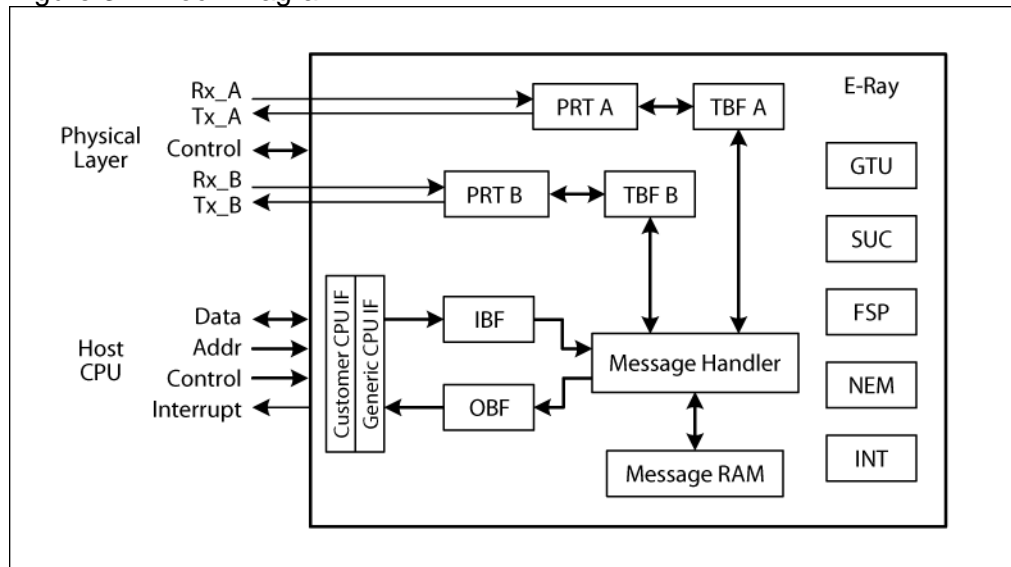 E-Ray
Rx_A
Tx_A
PRT A
TBF A
Physical
Layer
Control
Rx_B
Tx_B
PRT B
TBF B
GTU
SUC
FSP
NEM
INT
Host
CPU
Data
Addr
Control
Interrupt
Customer CPU IF
Generic CPU IF
IBF
OBF
Message Handler
Message RAM